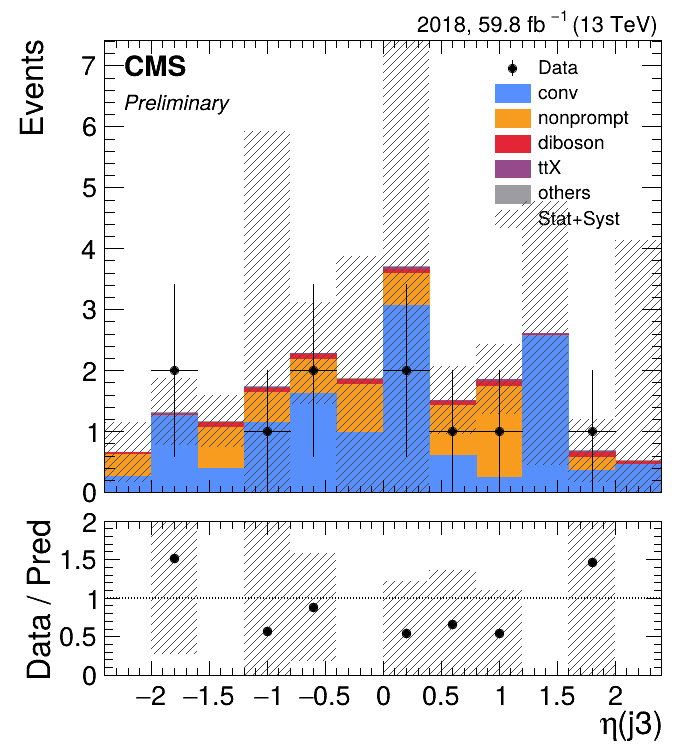 2018, 59.8 fb⁻¹ (13 TeV)
CMS
Preliminary
Events
Data
conv
nonprompt
diboson
ttX
others
Stat+Syst
7
6
5
4
3
2
1
0
Data / Pred
2
1.5
1
0.5
0
−2 −1.5 −1 −0.5 0 0.5 1 1.5 2
η(j3)